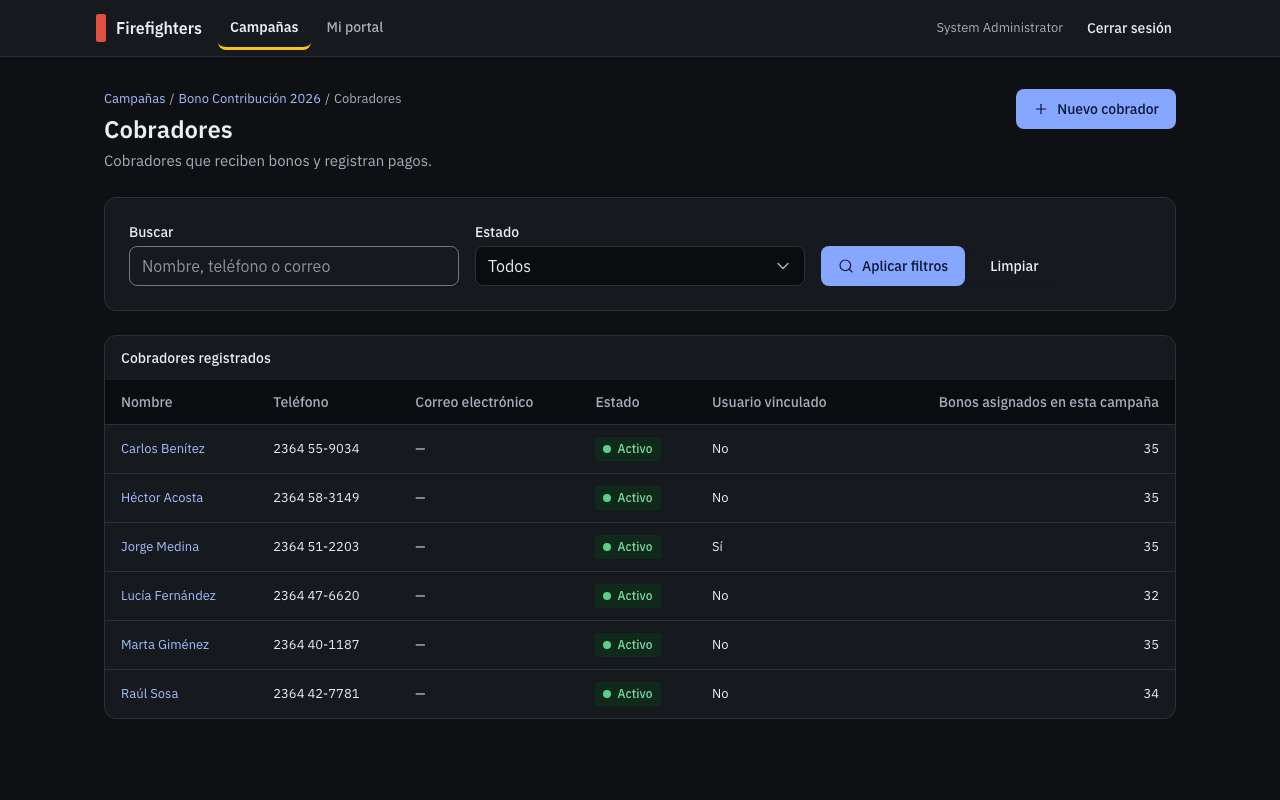 Firefighters Campañas Mi portal System Administrator Cerrar sesión
Campañas / Bono Contribución 2026 / Cobradores
Cobradores
Cobradores que reciben bonos y registran pagos.
Nuevo cobrador
Buscar Estado
Nombre, teléfono o correo Todos Aplicar filtros Limpiar
Cobradores registrados
Nombre Teléfono Correo electrónico Estado Usuario vinculado Bonos asignados en esta campaña
Carlos Benítez 2364 55-9034 — Activo No 35
Héctor Acosta 2364 58-3149 — Activo No 35
Jorge Medina 2364 51-2203 — Activo Sí 35
Lucía Fernández 2364 47-6620 — Activo No 32
Marta Giménez 2364 40-1187 — Activo No 35
Raúl Sosa 2364 42-7781 — Activo No 34